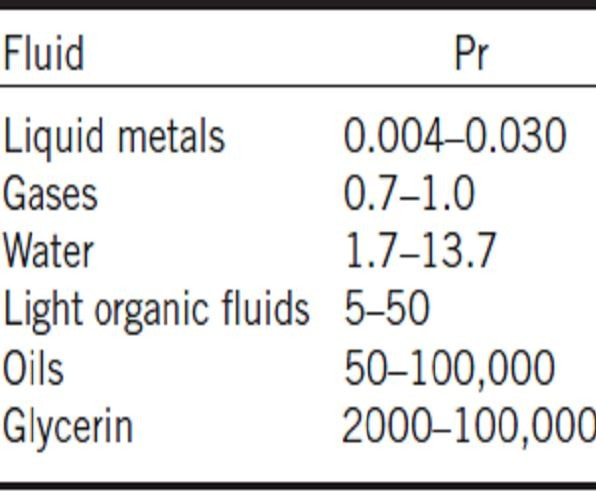 Fluid Pr
Liquid metals 0.004–0.030
Gases 0.7–1.0
Water 1.7–13.7
Light organic fluids 5–50
Oils 50–100,000
Glycerin 2000–100,000